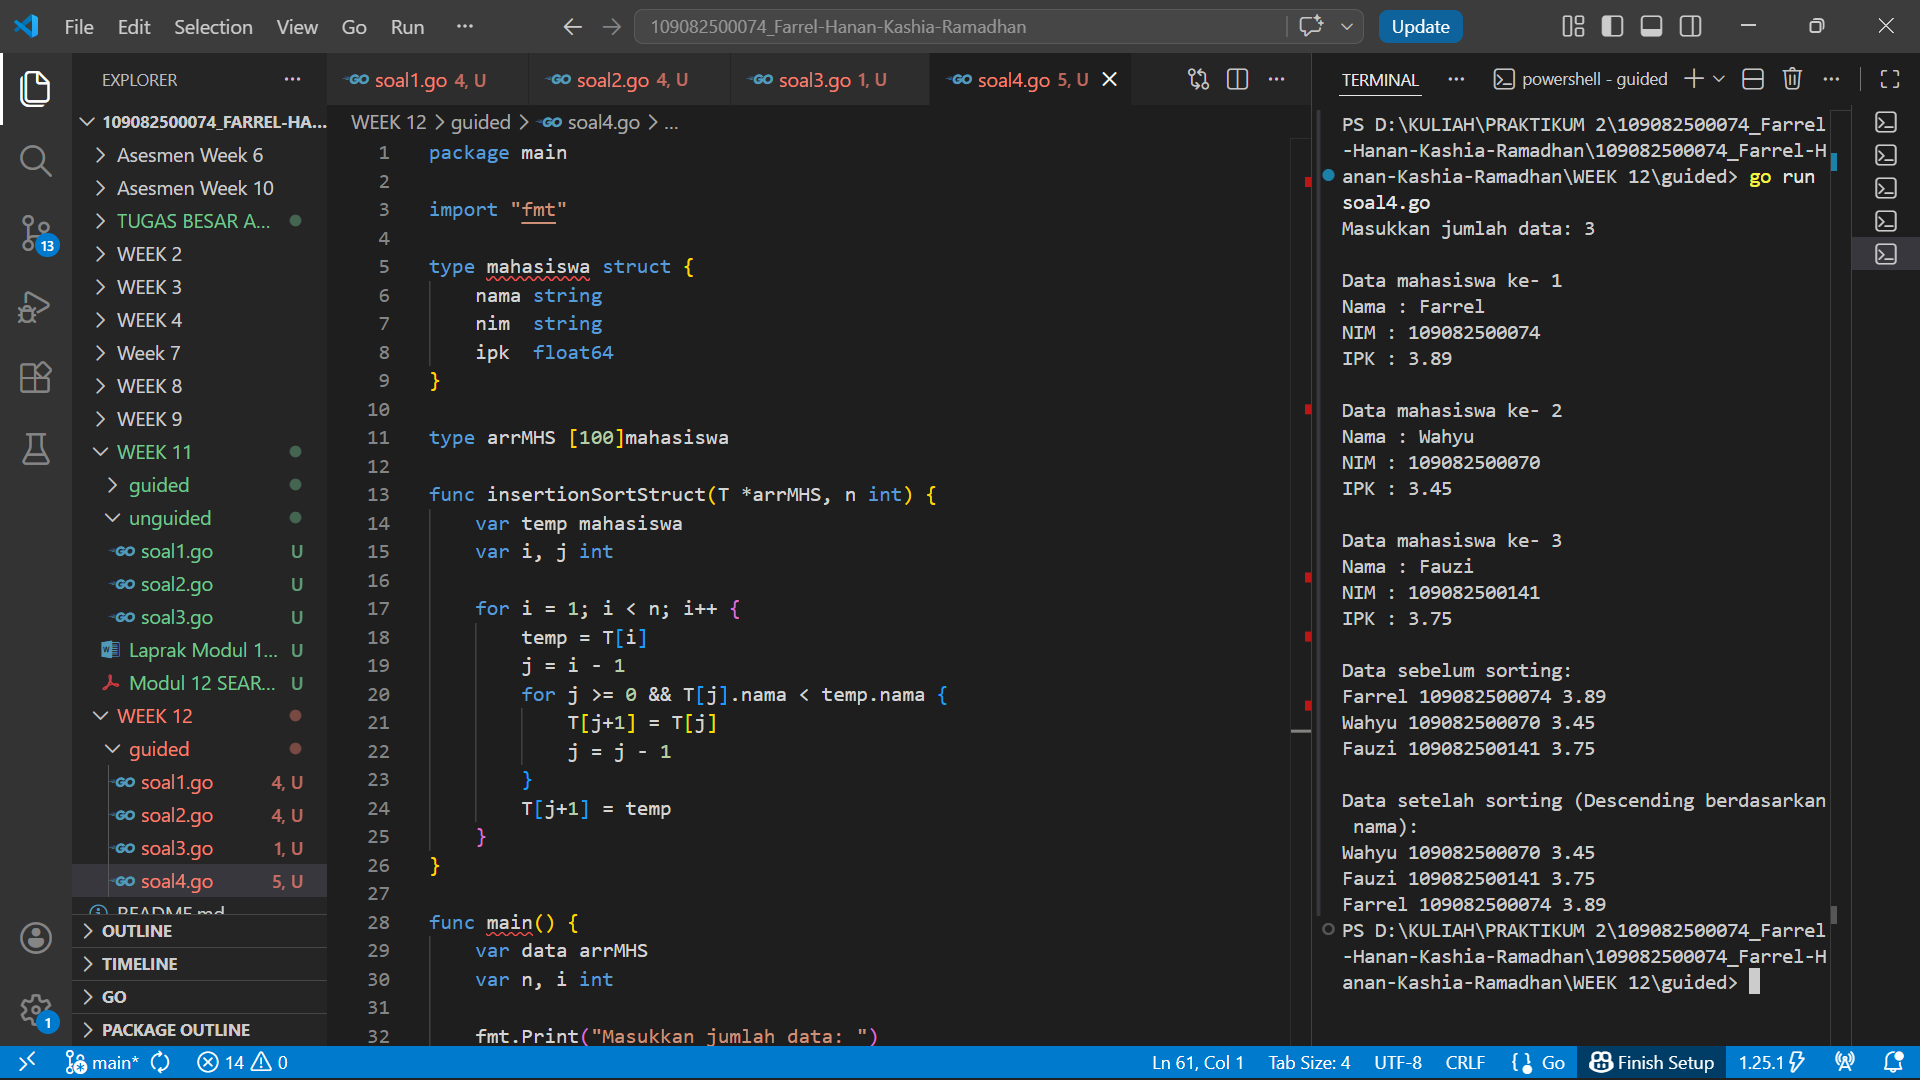 File Edit Selection View Go Run ··· 109082500074_Farrel-Hanan-Kashia-Ramadhan Update
EXPLORER
109082500074_FARREL-HA...
Asesmen Week 6
Asesmen Week 10
TUGAS BESAR A...
WEEK 2
WEEK 3
WEEK 4
Week 7
WEEK 8
WEEK 9
WEEK 11
guided
unguided
soal1.go U
soal2.go U
soal3.go U
Laprak Modul 1... U
Modul 12 SEAR... U
WEEK 12
guided
soal1.go 4, U
soal2.go 4, U
soal3.go 1, U
soal4.go 5, U
README.md
OUTLINE
TIMELINE
GO
PACKAGE OUTLINE
13
1
soal1.go 4, U soal2.go 4, U soal3.go 1, U soal4.go 5, U
WEEK 12 > guided > soal4.go > ...
1 package main
2
3 import "fmt"
4
5 type mahasiswa struct {
6 nama string
7 nim string
8 ipk float64
9 }
10
11 type arrMHS [100]mahasiswa
12
13 func insertionSortStruct(T *arrMHS, n int) {
14 var temp mahasiswa
15 var i, j int
16
17 for i = 1; i < n; i++ {
18 temp = T[i]
19 j = i - 1
20 for j >= 0 && T[j].nama < temp.nama {
21 T[j+1] = T[j]
22 j = j - 1
23 }
24 T[j+1] = temp
25 }
26 }
27
28 func main() {
29 var data arrMHS
30 var n, i int
31
32 fmt.Print("Masukkan jumlah data: ")
TERMINAL ··· powershell - guided
PS D:\KULIAH\PRAKTIKUM 2\109082500074_Farrel
-Hanan-Kashia-Ramadhan\109082500074_Farrel-H
anan-Kashia-Ramadhan\WEEK 12\guided> go run
soal4.go
Masukkan jumlah data: 3
Data mahasiswa ke- 1
Nama : Farrel
NIM : 109082500074
IPK : 3.89
Data mahasiswa ke- 2
Nama : Wahyu
NIM : 109082500070
IPK : 3.45
Data mahasiswa ke- 3
Nama : Fauzi
NIM : 109082500141
IPK : 3.75
Data sebelum sorting:
Farrel 109082500074 3.89
Wahyu 109082500070 3.45
Fauzi 109082500141 3.75
Data setelah sorting (Descending berdasarkan
nama):
Wahyu 109082500070 3.45
Fauzi 109082500141 3.75
Farrel 109082500074 3.89
PS D:\KULIAH\PRAKTIKUM 2\109082500074_Farrel
-Hanan-Kashia-Ramadhan\109082500074_Farrel-H
anan-Kashia-Ramadhan\WEEK 12\guided>
main* 14 0 Ln 61, Col 1 Tab Size: 4 UTF-8 CRLF {} Go Finish Setup 1.25.1